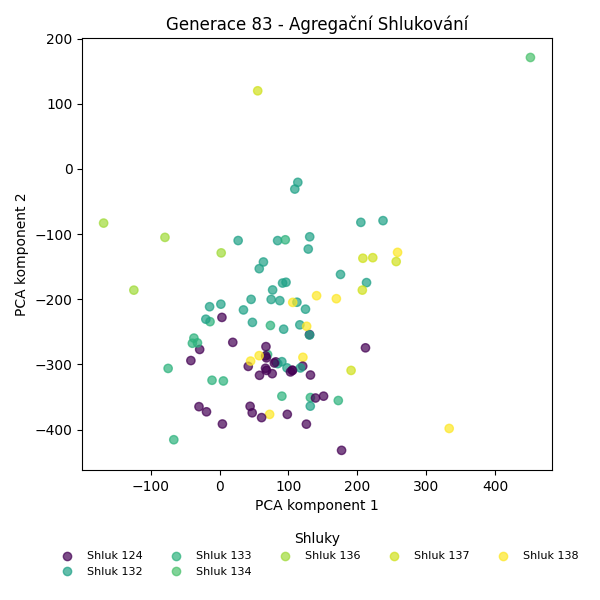 Generace 83 - Agregační Shlukování
200
100
0
−100
−200
−300
−400
PCA komponent 2
−100 0 100 200 300 400
PCA komponent 1
Shluky
Shluk 124 Shluk 133 Shluk 136 Shluk 137 Shluk 138
Shluk 132 Shluk 134